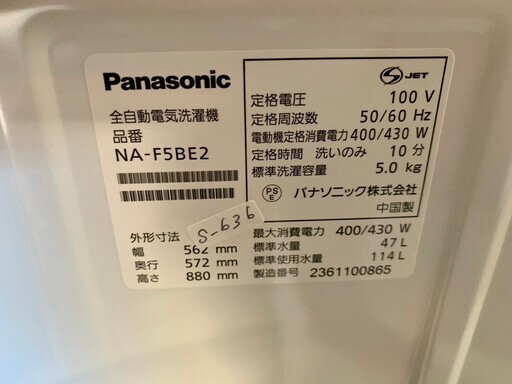 Panasonic
全自動電気洗濯機
品番
NA-F5BE2
S-636
外形寸法
幅 562 mm
奥行 572 mm
高さ 880 mm
S JET
定格電圧 100 V
定格周波数 50/60 Hz
電動機定格消費電力 400/430 W
定格時間 洗いのみ 10 分
標準洗濯容量 5.0 kg
PS E パナソニック株式会社
中国製
最大消費電力 400/430 W
標準水量 47 L
標準使用水量 114 L
製造番号 2361100865